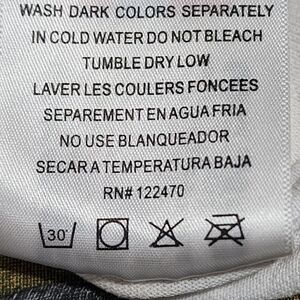 WASH DARK COLORS SEPARATELY
IN COLD WATER DO NOT BLEACH
TUMBLE DRY LOW
LAVER LES COULERS FONCEES
SEPAREMENT EN AGUA FRIA
NO USE BLANQUEADOR
SECAR A TEMPERATURA BAJA
RN# 122470
30°